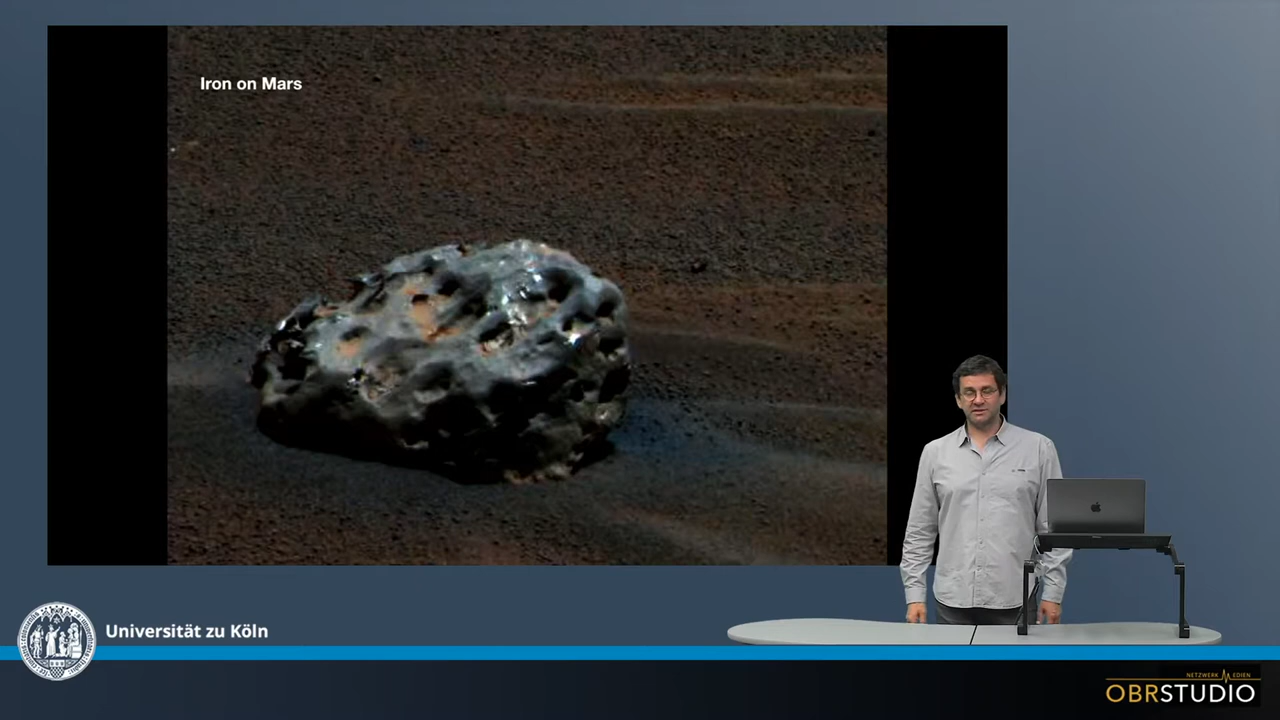 Iron on Mars
Universität zu Köln
NETZWERK MEDIEN
OBRSTUDIO